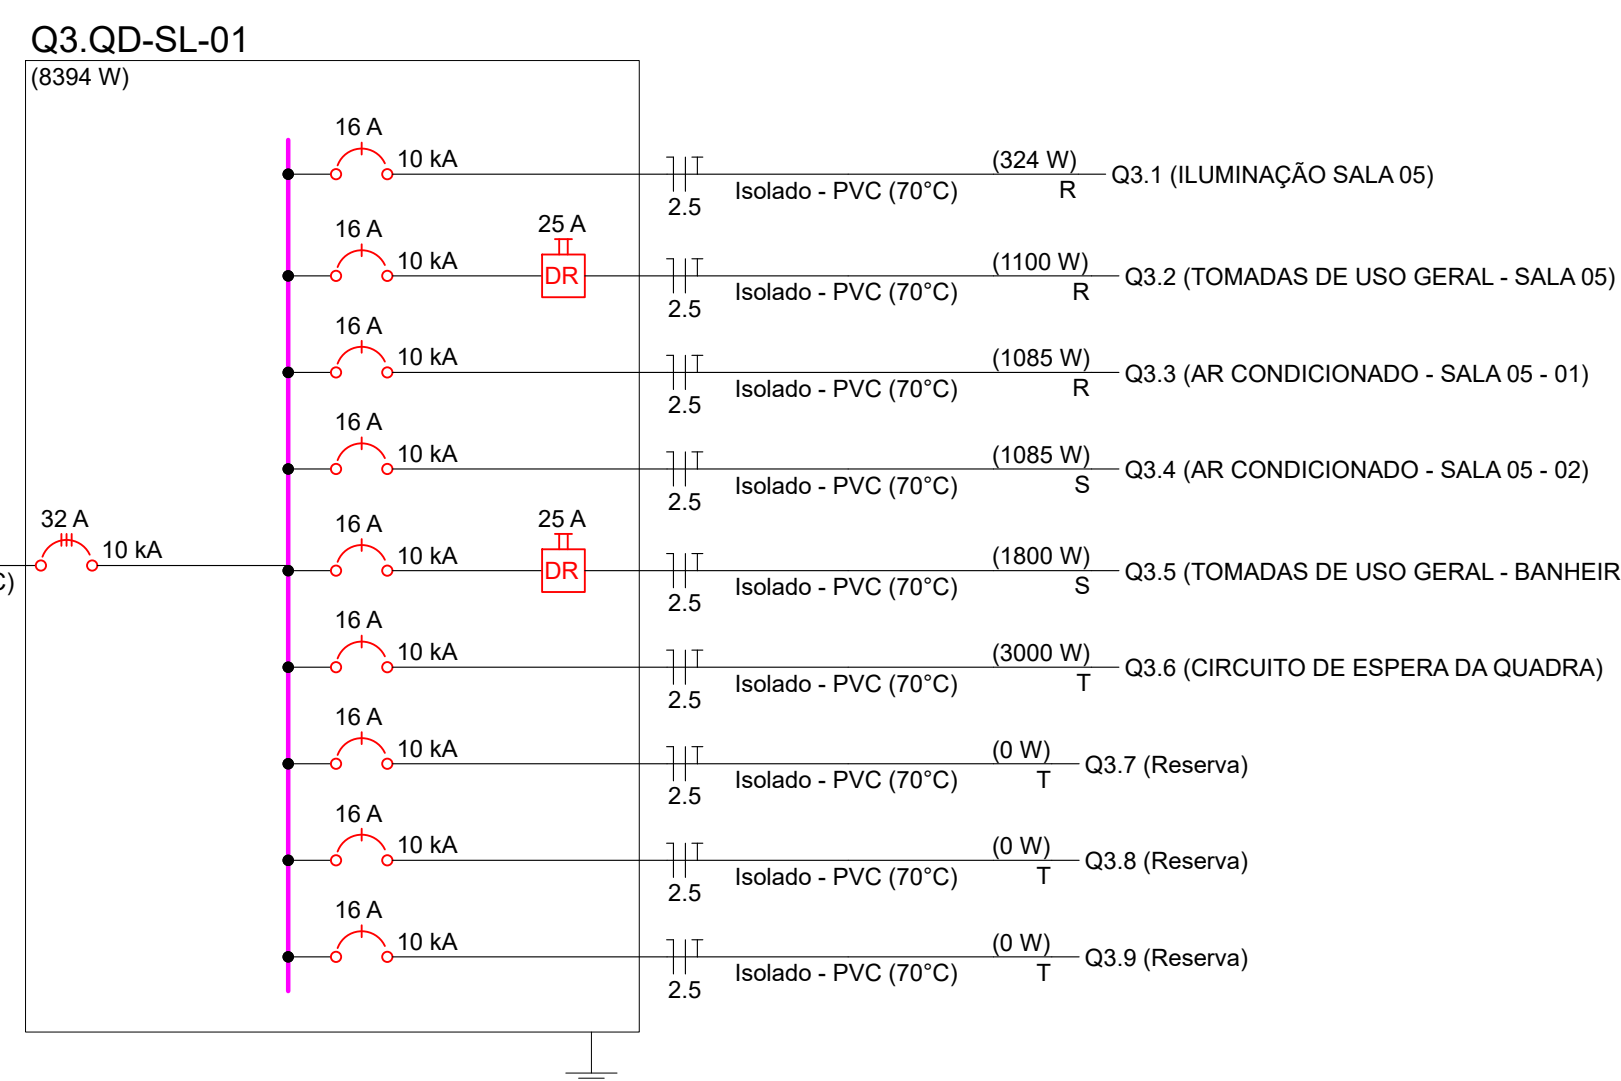 Q3.QD-SL-01
(8394 W)
16 A
10 kA
2.5
Isolado - PVC (70°C)
(324 W)
R
Q3.1 (ILUMINAÇÃO SALA 05)
16 A
10 kA
25 A
DR
2.5
Isolado - PVC (70°C)
(1100 W)
R
Q3.2 (TOMADAS DE USO GERAL - SALA 05)
16 A
10 kA
2.5
Isolado - PVC (70°C)
(1085 W)
R
Q3.3 (AR CONDICIONADO - SALA 05 - 01)
16 A
10 kA
2.5
Isolado - PVC (70°C)
(1085 W)
S
Q3.4 (AR CONDICIONADO - SALA 05 - 02)
32 A
10 kA
C)
16 A
10 kA
25 A
DR
2.5
Isolado - PVC (70°C)
(1800 W)
S
Q3.5 (TOMADAS DE USO GERAL - BANHEIR
16 A
10 kA
2.5
Isolado - PVC (70°C)
(3000 W)
T
Q3.6 (CIRCUITO DE ESPERA DA QUADRA)
16 A
10 kA
2.5
Isolado - PVC (70°C)
(0 W)
T
Q3.7 (Reserva)
16 A
10 kA
2.5
Isolado - PVC (70°C)
(0 W)
T
Q3.8 (Reserva)
16 A
10 kA
2.5
Isolado - PVC (70°C)
(0 W)
T
Q3.9 (Reserva)